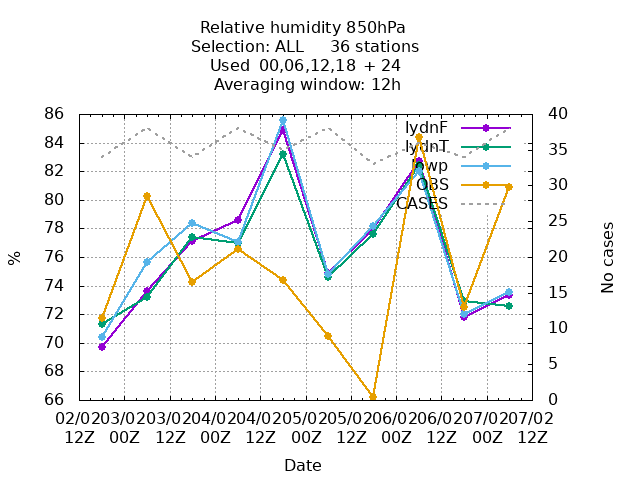 Relative humidity 850hPa
Selection: ALL 36 stations
Used 00,06,12,18 + 24
Averaging window: 12h
86 84 82 80 78 76 74 72 70 68 66
%
IydnF
IydnT
OBS
CASES
40 35 30 25 20 15 10 5 0
No cases
02/02 03/02 03/02 04/02 04/02 05/02 05/02 06/02 06/02 07/02 07/02
12Z 00Z 12Z 00Z 12Z 00Z 12Z 00Z 12Z 00Z 12Z
Date